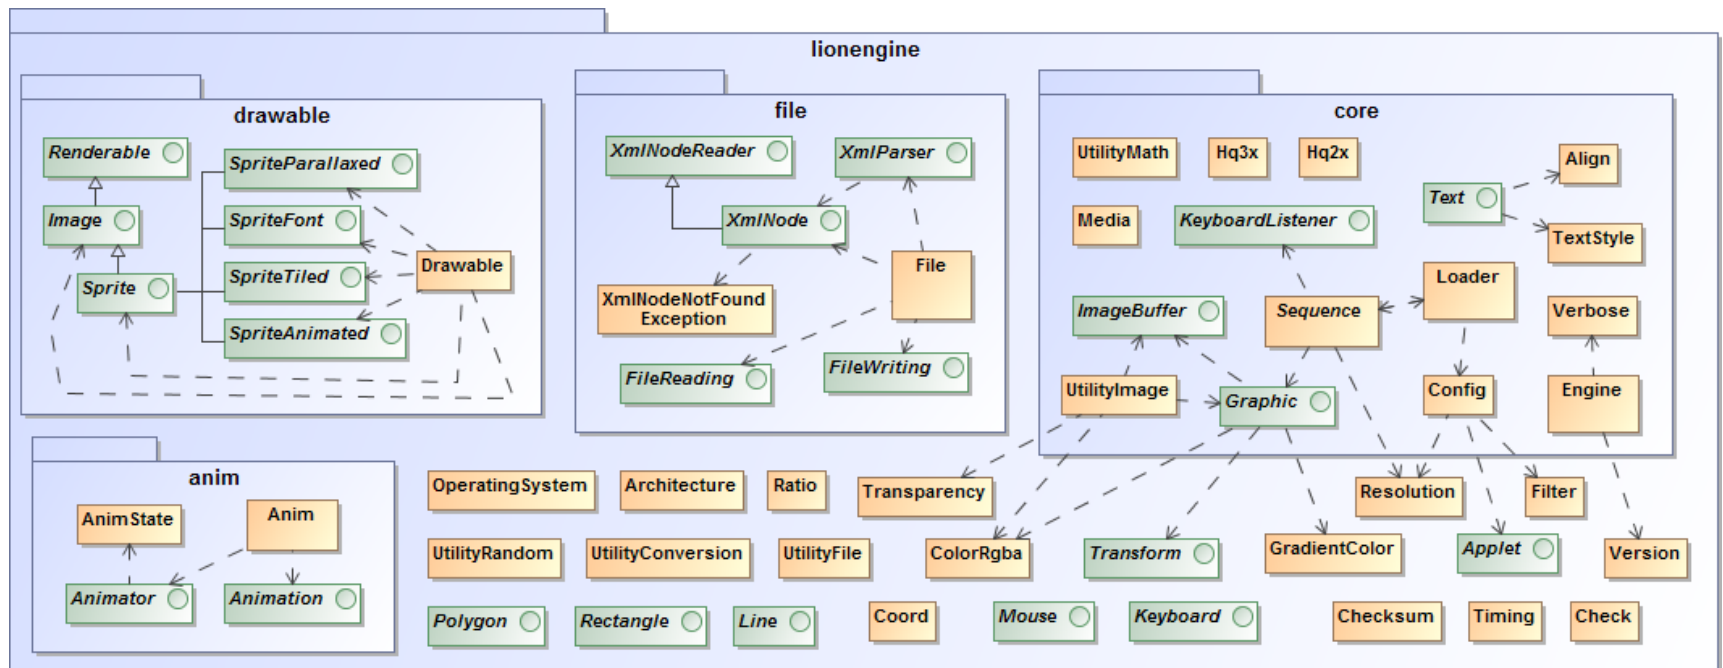 lionengine
drawable
Renderable
SpriteParallaxed
Image
SpriteFont
Drawable
Sprite
SpriteTiled
SpriteAnimated
file
XmlNodeReader
XmlParser
XmlNode
File
XmlNodeNotFound
Exception
FileReading
FileWriting
core
UtilityMath
Hq3x
Hq2x
Align
Text
Media
KeyboardListener
TextStyle
Loader
ImageBuffer
Sequence
Verbose
UtilityImage
Graphic
Config
Engine
anim
AnimState
Anim
Animator
Animation
OperatingSystem
Architecture
Ratio
Transparency
Resolution
Filter
UtilityRandom
UtilityConversion
UtilityFile
ColorRgba
Transform
GradientColor
Applet
Version
Polygon
Rectangle
Line
Coord
Mouse
Keyboard
Checksum
Timing
Check